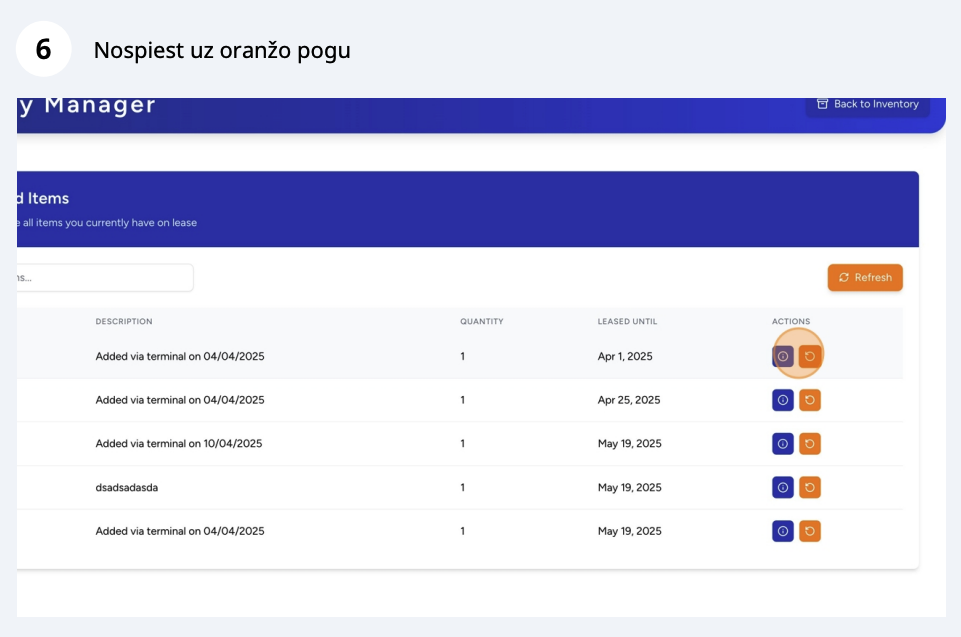 6 Nospiest uz oranžo pogu
y Manager
Back to Inventory
d Items
e all items you currently have on lease
ns...
Refresh
DESCRIPTION QUANTITY LEASED UNTIL ACTIONS
Added via terminal on 04/04/2025 1 Apr 1, 2025
Added via terminal on 04/04/2025 1 Apr 25, 2025
Added via terminal on 10/04/2025 1 May 19, 2025
dsadsadasda 1 May 19, 2025
Added via terminal on 04/04/2025 1 May 19, 2025